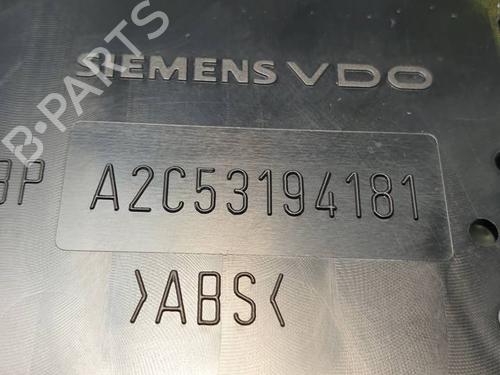 SIEMENS VDO
B-PARTS
BP A2C53194181
>ABS<